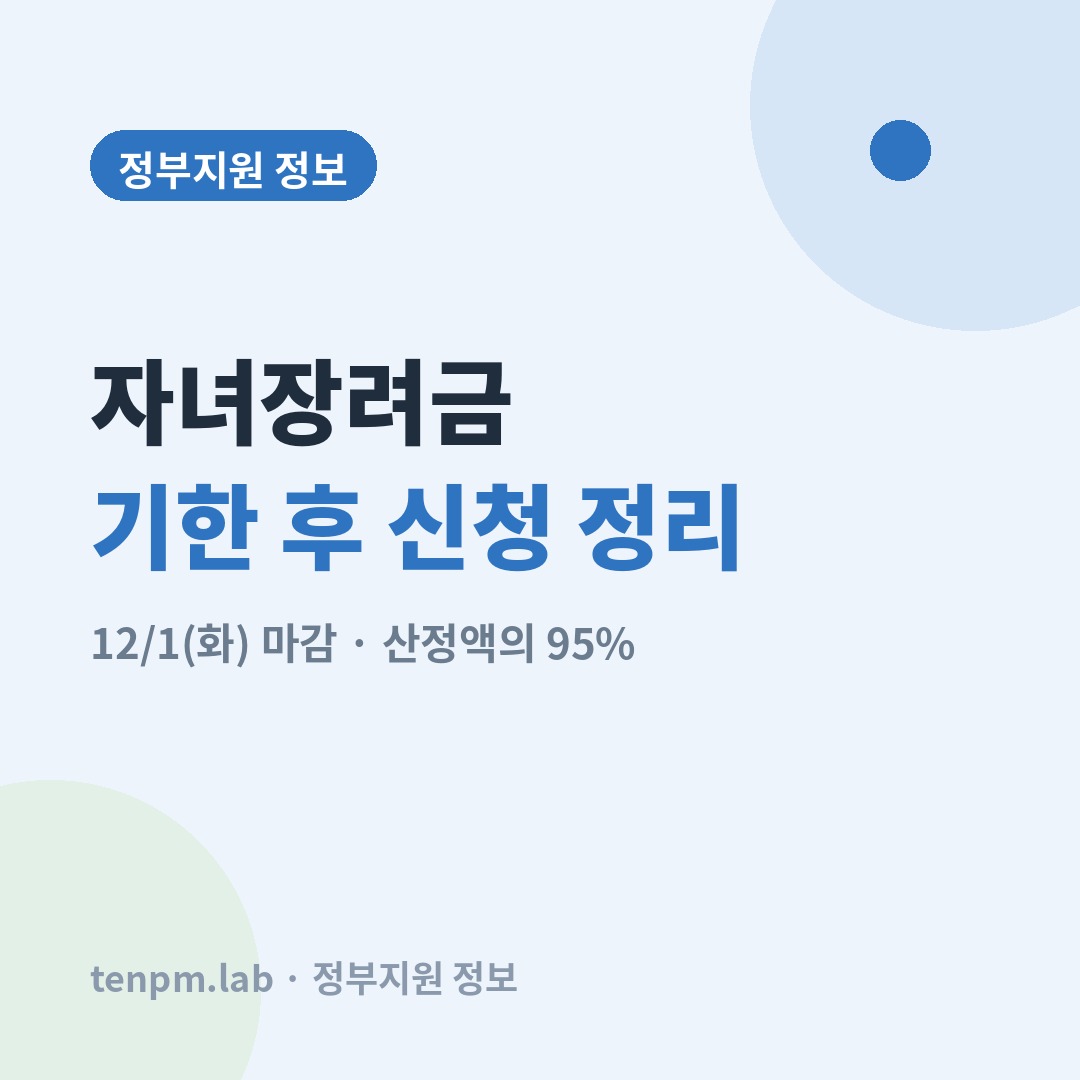 정부지원 정보
자녀장려금
기한 후 신청 정리
12/1(화) 마감 · 산정액의 95%
tenpm.lab · 정부지원 정보